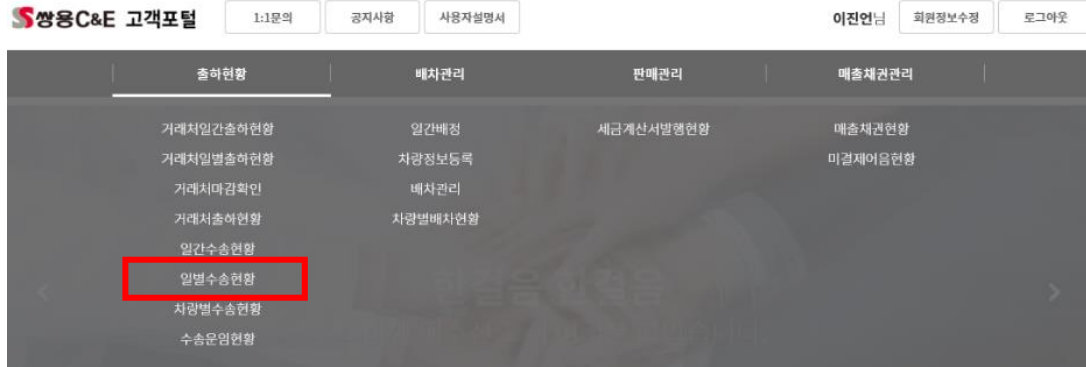 쌍용C&E 고객포털 1:1문의 공지사항 사용자설명서 이진언님 회원정보수정 로그아웃
출하현황 배차관리 판매관리 매출채권관리
거래처일간출하현황 일간배정 세금계산서발행현황 매출채권현황
거래처일별출하현황 차량정보등록 미결제어음현황
거래처마감확인 배차관리
거래처출하현황 차량별배차현황
일간수송현황
일별수송현황
차량별수송현황
수송운임현황